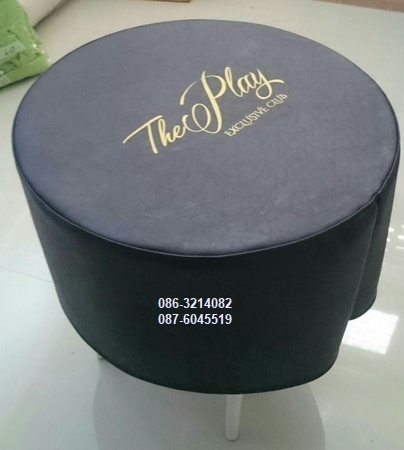 The Play
EXCLUSIVE CLUB
086-3214082
087-6045519